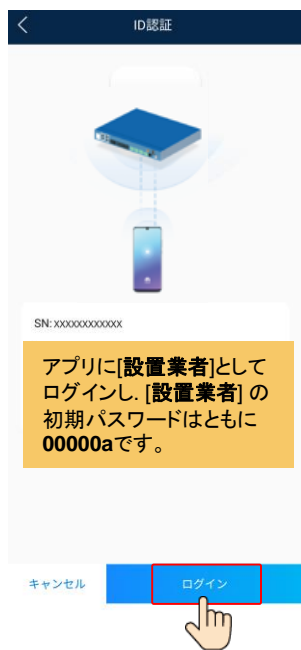 ID認証
SN: xxxxxxxxxxxx
アプリに[設置業者]として
ログインし. [設置業者] の
初期パスワードはともに
00000aです。
キャンセル
ログイン